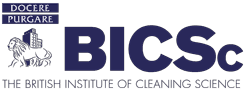 DOCERE
PURGARE
BICSc
THE BRITISH INSTITUTE OF CLEANING SCIENCE